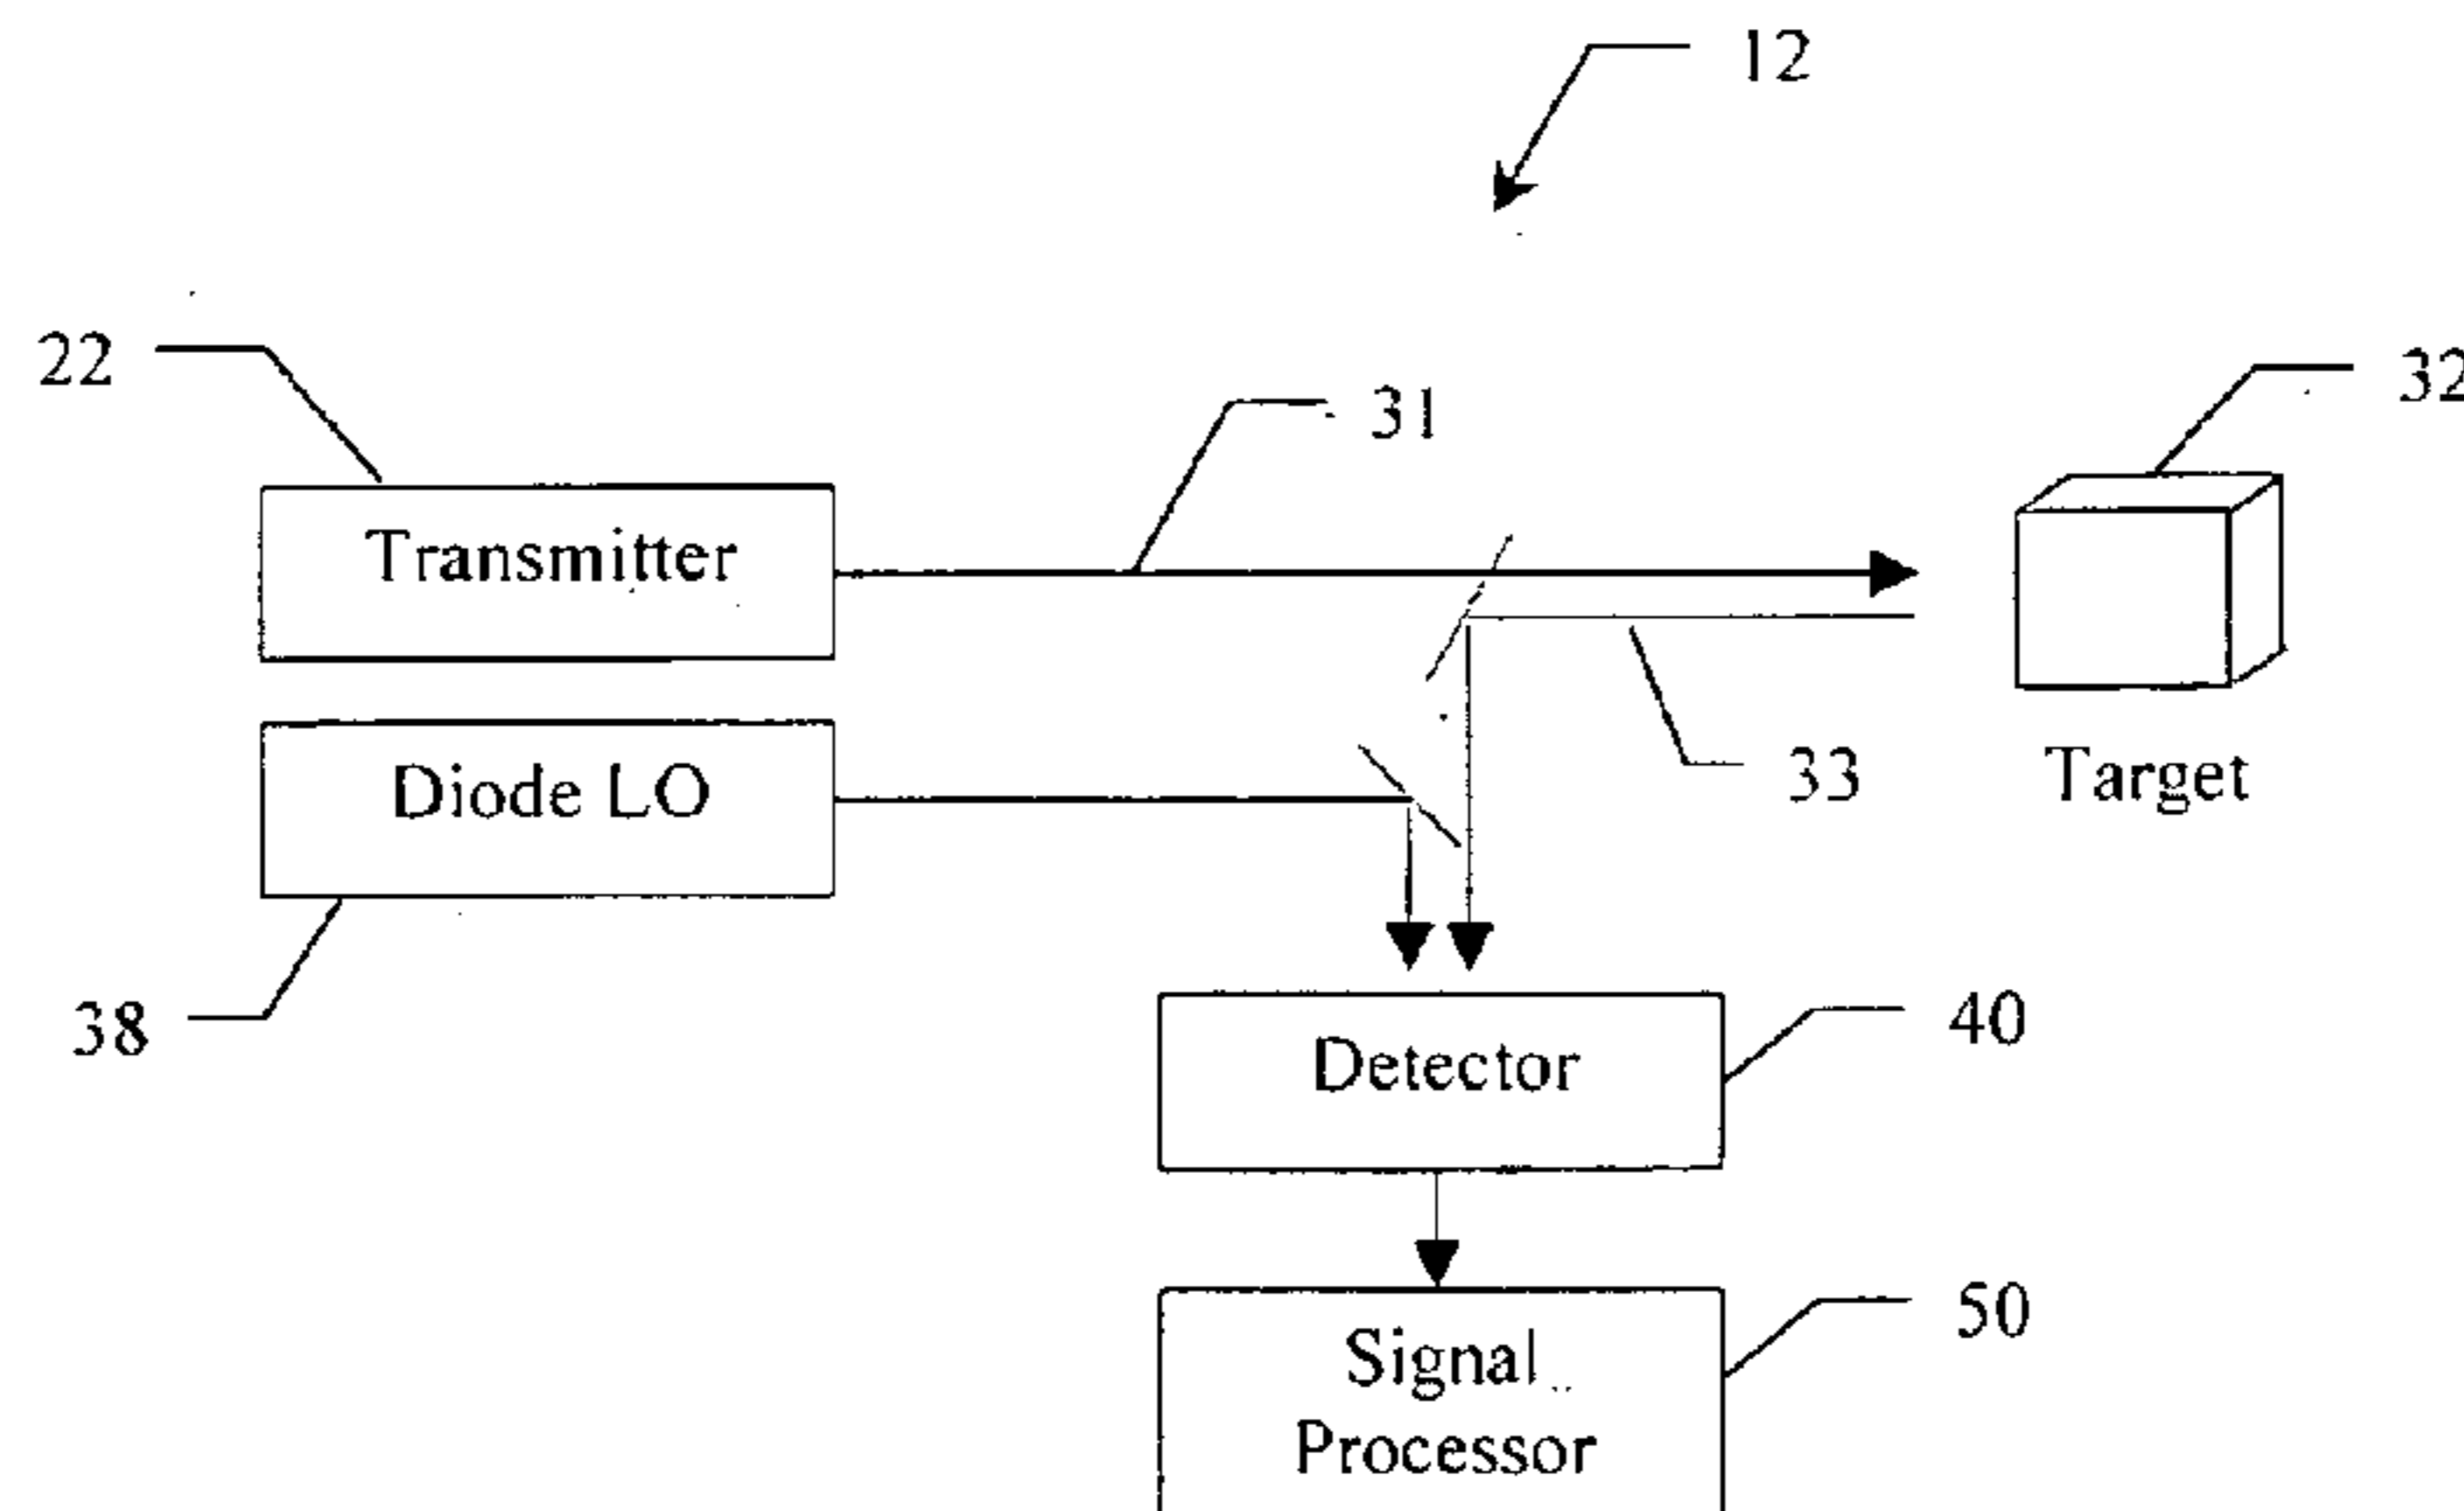 12
22
31
32
Transmitter
33
Target
Diode LO
38
40
Detector
50
Signal
Processor